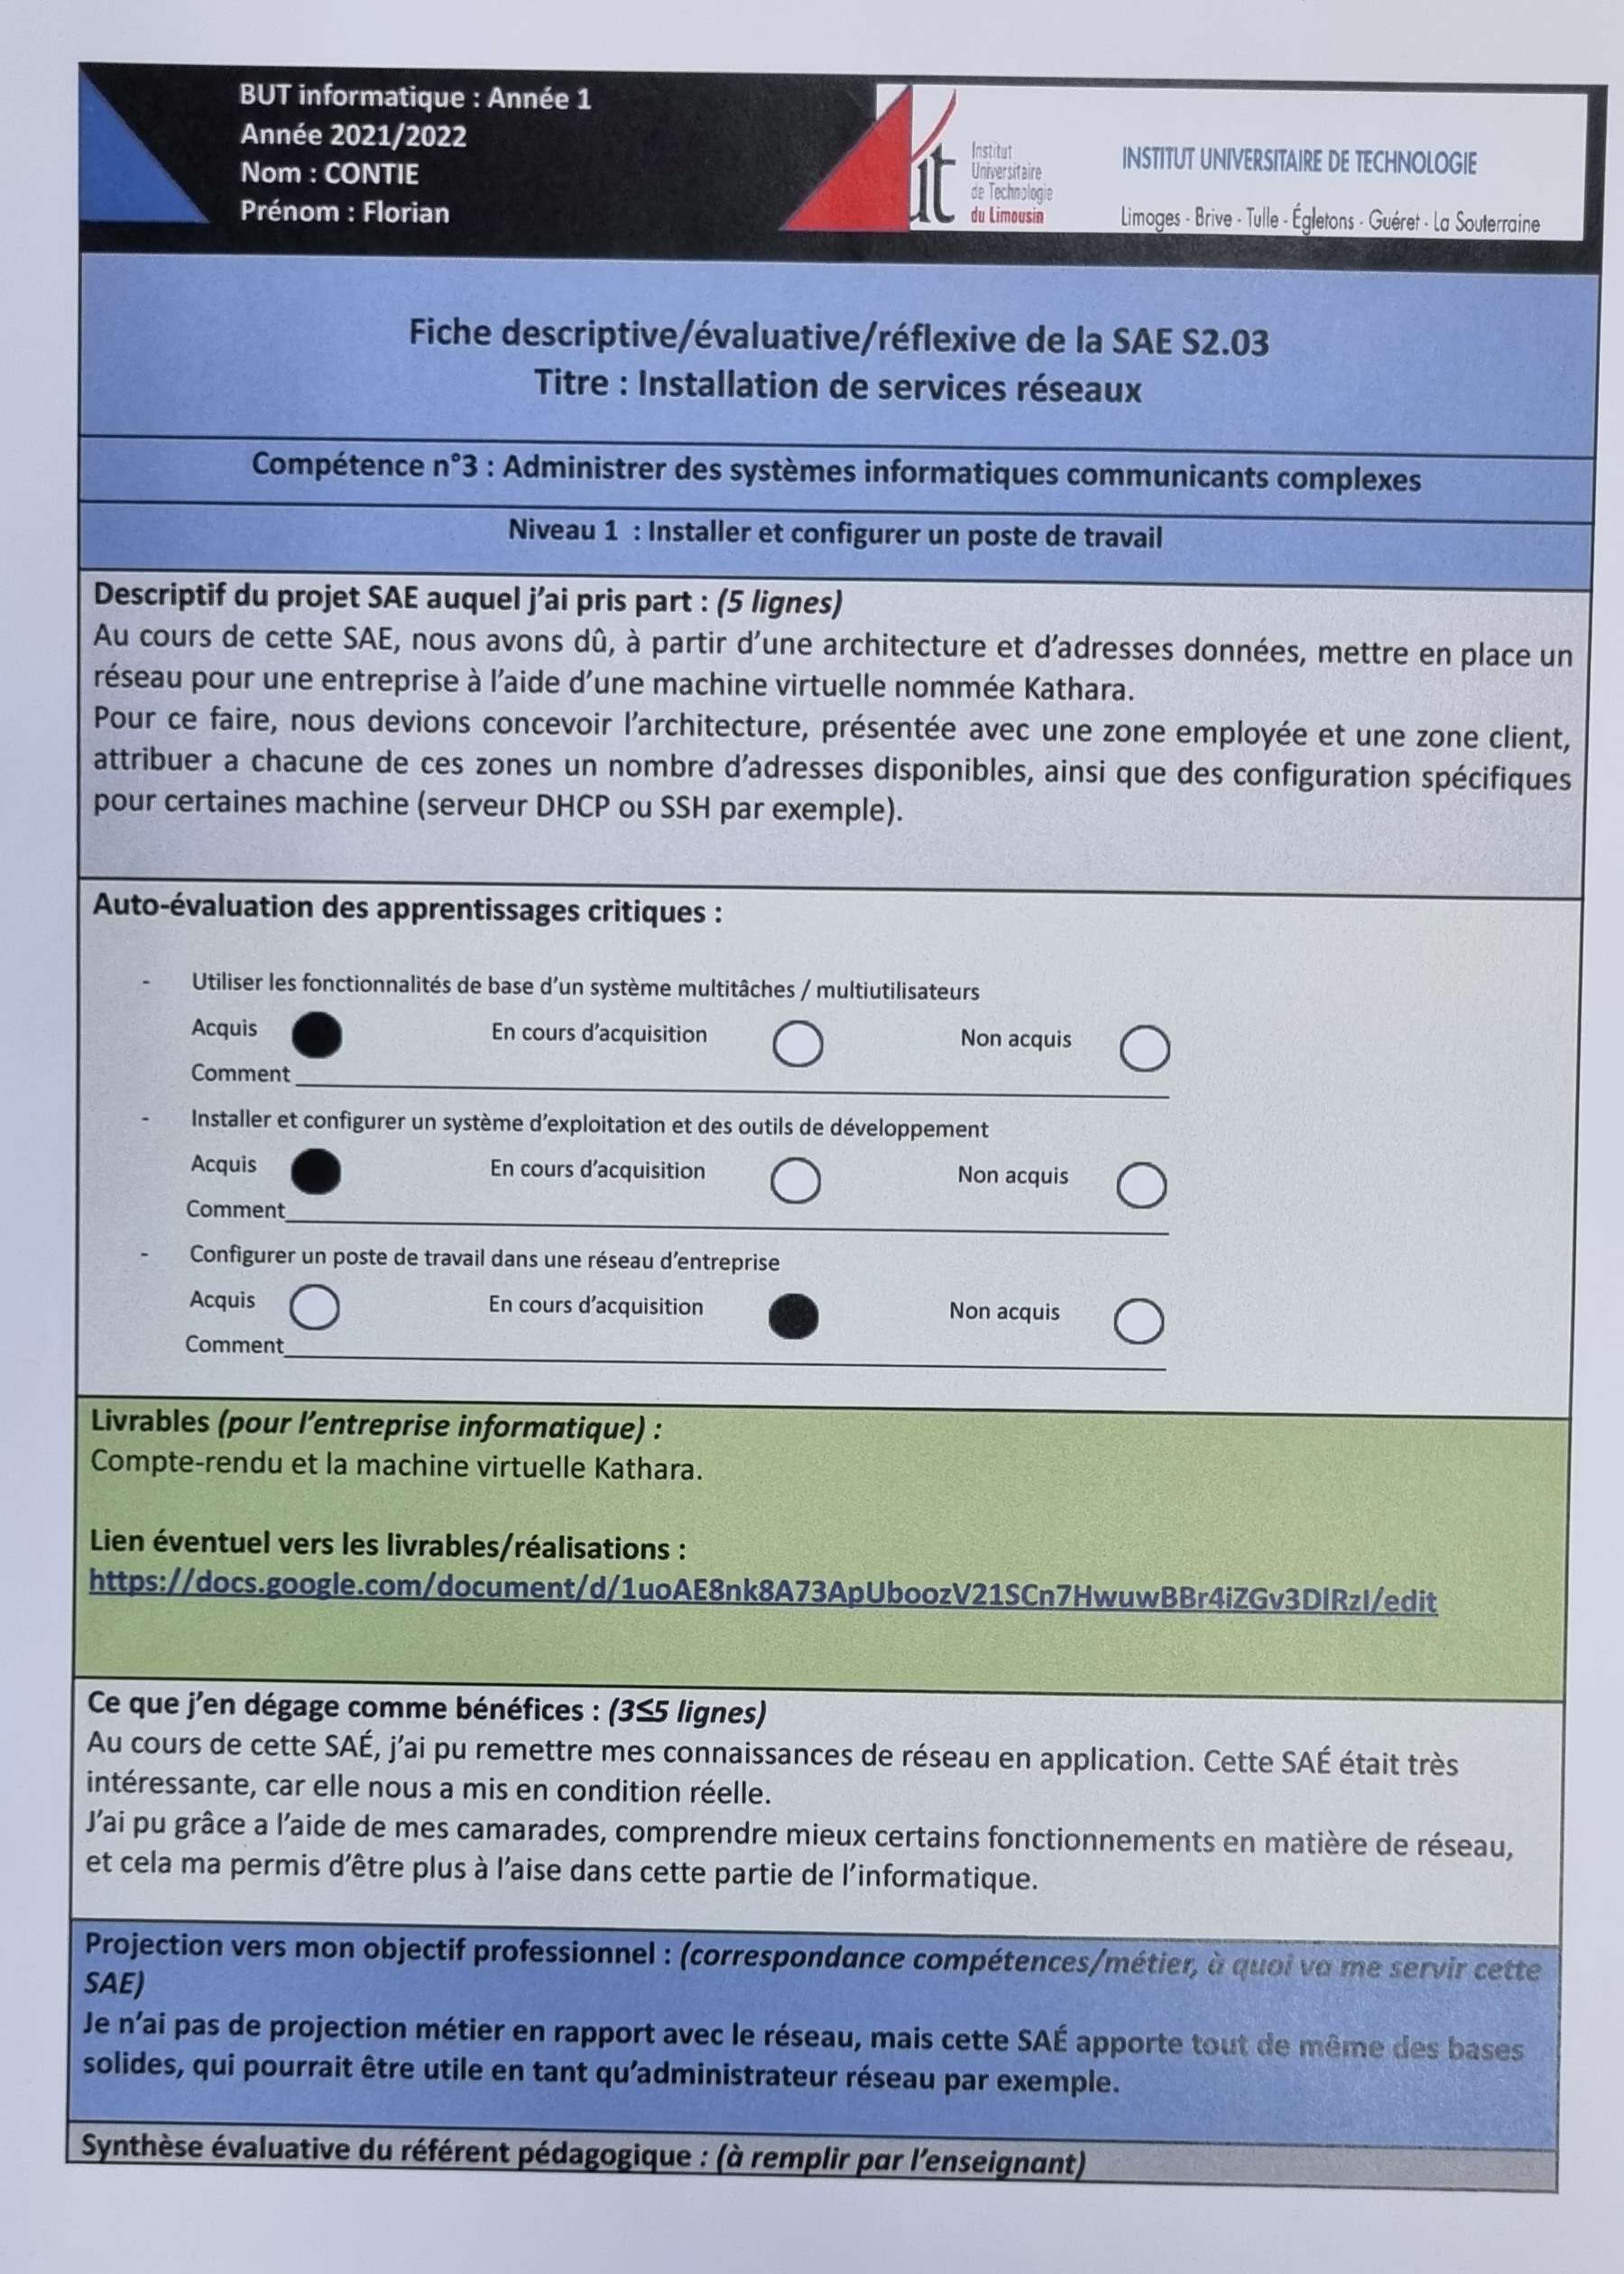 BUT informatique : Année 1
Année 2021/2022
Nom : CONTIE
Prénom : Florian
iut
Institut
Universitaire
de Technologie
du Limousin
INSTITUT UNIVERSITAIRE DE TECHNOLOGIE
Limoges - Brive - Tulle - Égletons - Guéret - La Souterraine
Fiche descriptive/évaluative/réflexive de la SAE S2.03
Titre : Installation de services réseaux
Compétence n°3 : Administrer des systèmes informatiques communicants complexes
Niveau 1  : Installer et configurer un poste de travail
Descriptif du projet SAE auquel j'ai pris part : (5 lignes)
Au cours de cette SAE, nous avons dû, à partir d'une architecture et d'adresses données, mettre en place un
réseau pour une entreprise à l'aide d'une machine virtuelle nommée Kathara.
Pour ce faire, nous devions concevoir l'architecture, présentée avec une zone employée et une zone client,
attribuer a chacune de ces zones un nombre d'adresses disponibles, ainsi que des configuration spécifiques
pour certaines machine (serveur DHCP ou SSH par exemple).
Auto-évaluation des apprentissages critiques :
- Utiliser les fonctionnalités de base d'un système multitâches / multiutilisateurs
Acquis En cours d'acquisition Non acquis
Comment
- Installer et configurer un système d'exploitation et des outils de développement
Acquis En cours d'acquisition Non acquis
Comment
- Configurer un poste de travail dans une réseau d'entreprise
Acquis En cours d'acquisition Non acquis
Comment
Livrables (pour l'entreprise informatique) :
Compte-rendu et la machine virtuelle Kathara.
Lien éventuel vers les livrables/réalisations :
https://docs.google.com/document/d/1uoAE8nk8A73ApUboozV21SCn7HwuwBBr4iZGv3DlRzI/edit
Ce que j'en dégage comme bénéfices : (3≤5 lignes)
Au cours de cette SAÉ, j'ai pu remettre mes connaissances de réseau en application. Cette SAÉ était très
intéressante, car elle nous a mis en condition réelle.
J'ai pu grâce a l'aide de mes camarades, comprendre mieux certains fonctionnements en matière de réseau,
et cela ma permis d'être plus à l'aise dans cette partie de l'informatique.
Projection vers mon objectif professionnel : (correspondance compétences/métier, à quoi va me servir cette
SAE)
Je n'ai pas de projection métier en rapport avec le réseau, mais cette SAÉ apporte tout de même des bases
solides, qui pourrait être utile en tant qu'administrateur réseau par exemple.
Synthèse évaluative du référent pédagogique : (à remplir par l'enseignant)